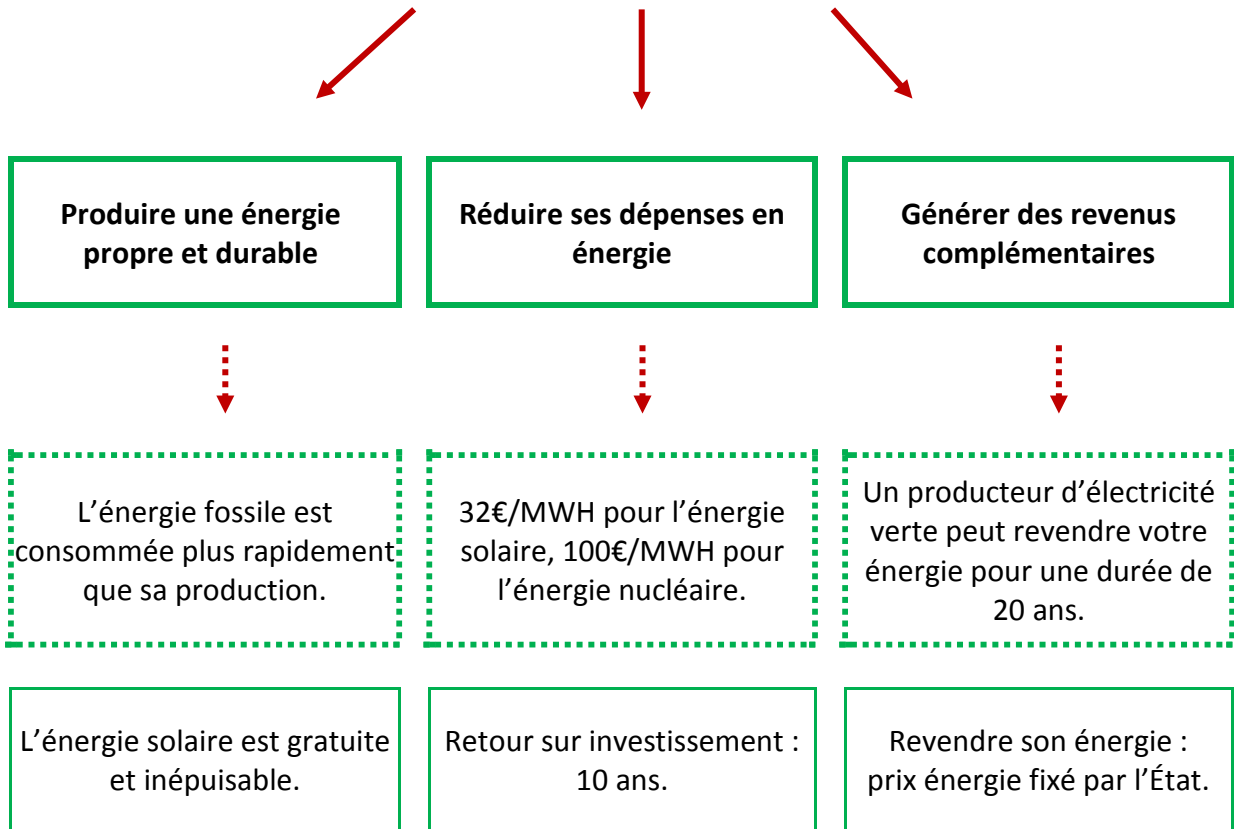 Produire une énergie
propre et durable
Réduire ses dépenses en
énergie
Générer des revenus
complémentaires
L’énergie fossile est
consommée plus rapidement
que sa production.
32€/MWH pour l’énergie
solaire, 100€/MWH pour
l’énergie nucléaire.
Un producteur d’électricité
verte peut revendre votre
énergie pour une durée de
20 ans.
L’énergie solaire est gratuite
et inépuisable.
Retour sur investissement :
10 ans.
Revendre son énergie :
prix énergie fixé par l’État.